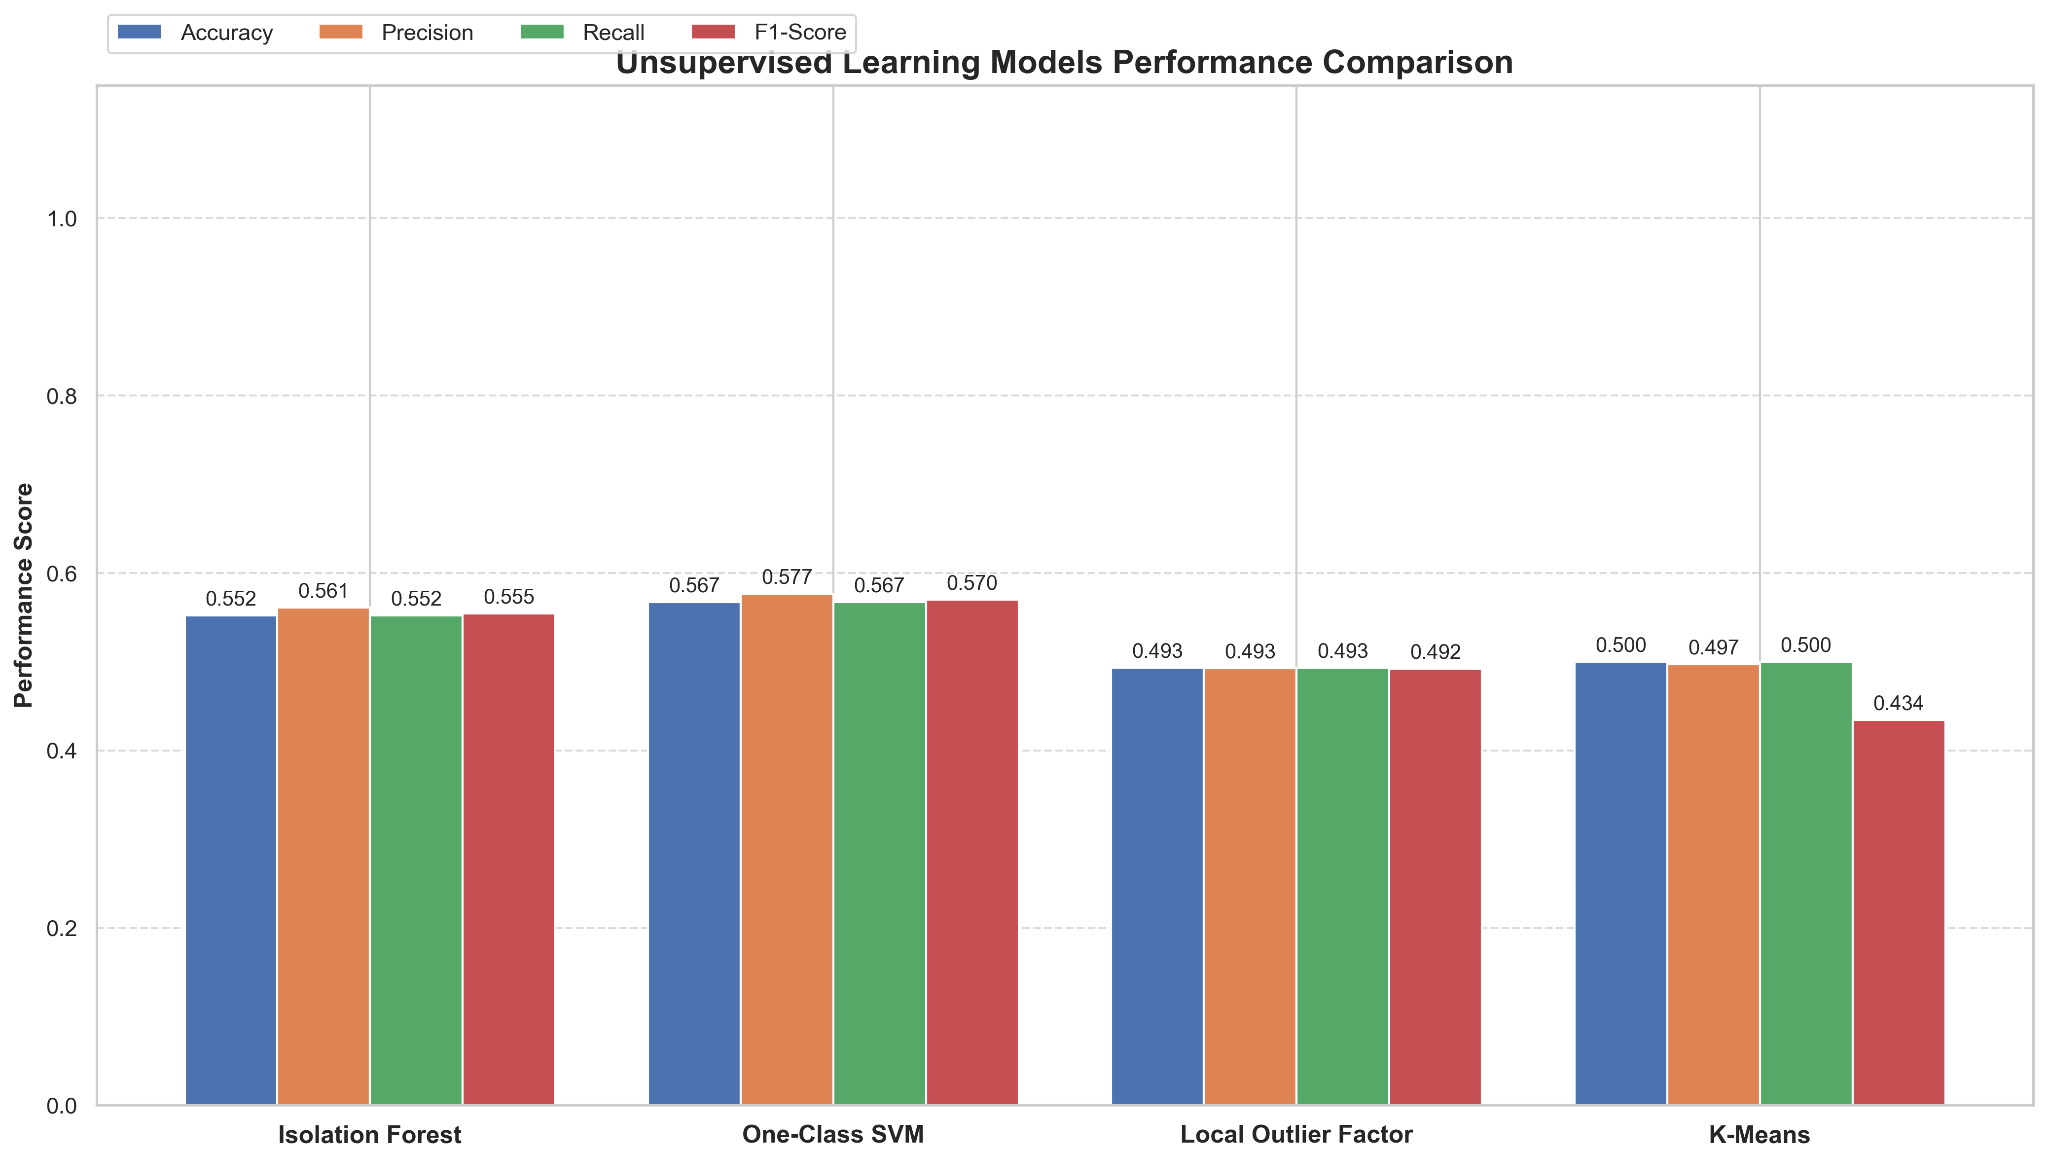 Accuracy Precision Recall F1-Score
Unsupervised Learning Models Performance Comparison
Performance Score
1.0
0.8
0.6
0.4
0.2
0.0
0.552 0.561 0.552 0.555
0.567 0.577 0.567 0.570
0.493 0.493 0.493 0.492
0.500 0.497 0.500 0.434
Isolation Forest One-Class SVM Local Outlier Factor K-Means